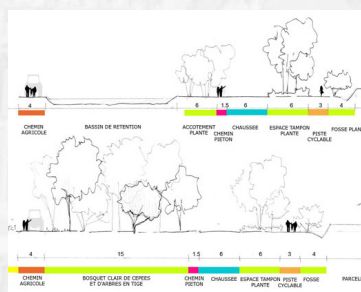 4 6 1.5 6 6 3 4
CHEMIN AGRICOLE
BASSIN DE RETENTION
ACCOTEMENT PLANTE
CHEMIN PIETON
CHAUSSEE
ESPACE TAMPON PLANTE
PISTE CYCLABLE
FOSSE PLAN
4 15 1.5 6 6 3 4
CHEMIN AGRICOLE
BOSQUET CLAIR DE CEPEES ET D'ARBRES EN TIGE
CHEMIN PIETON
CHAUSSEE
ESPACE TAMPON PLANTE
PISTE CYCLABLE
FOSSE
PARCEL